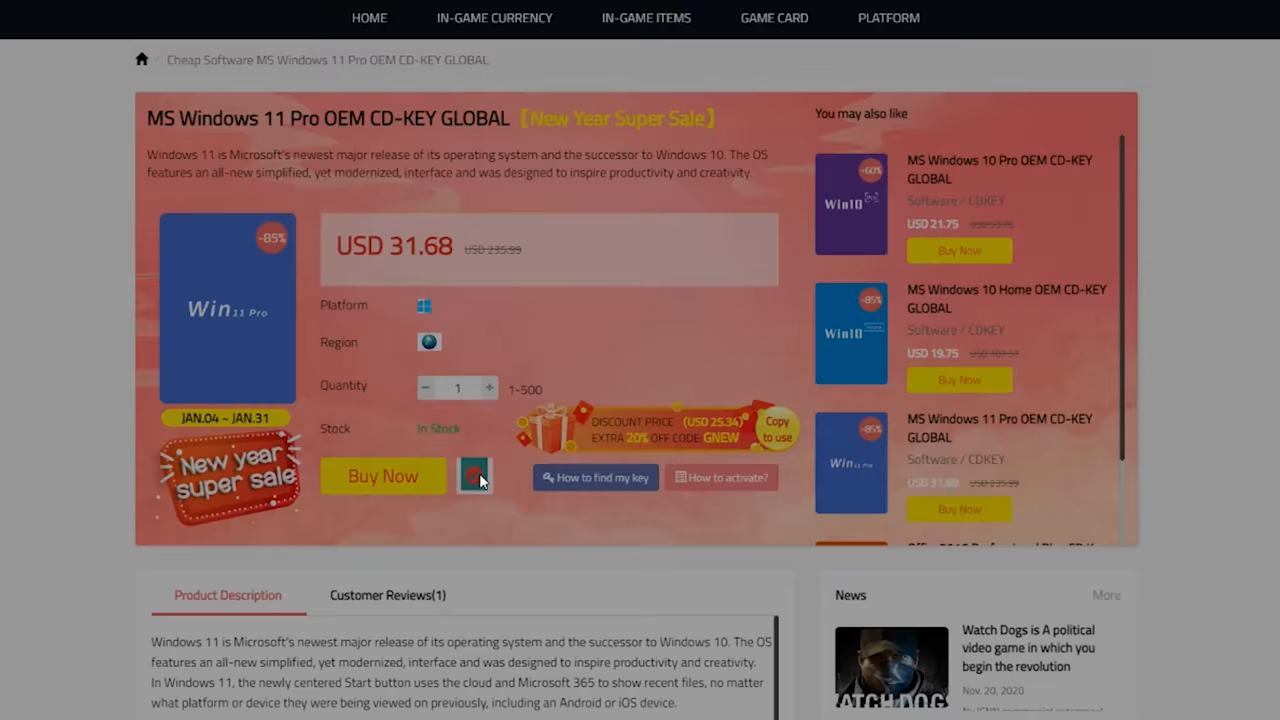 HOME IN-GAME CURRENCY IN-GAME ITEMS GAME CARD PLATFORM
/ Cheap Software MS Windows 11 Pro OEM CD-KEY GLOBAL
MS Windows 11 Pro OEM CD-KEY GLOBAL 【New Year Super Sale】
Windows 11 is Microsoft's newest major release of its operating system and the successor to Windows 10. The OS
features an all-new simplified, yet modernized, interface and was designed to inspire productivity and creativity.
-85%
Win 11 Pro
JAN.04 ~ JAN.31
New year
super sale
USD 31.68 USD 235.99
Platform
Region
Quantity − 1 + 1-500
Stock In Stock
DISCOUNT PRICE (USD 25.34)
EXTRA 20% OFF CODE GNEW
Copy
to use
Buy Now
How to find my key
How to activate?
You may also like
-60%
Win10
MS Windows 10 Pro OEM CD-KEY
GLOBAL
Software / CDKEY
USD 21.75
Buy Now
-85%
Win10
MS Windows 10 Home OEM CD-KEY
GLOBAL
Software / CDKEY
USD 19.75
Buy Now
-85%
Win 11 Pro
MS Windows 11 Pro OEM CD-KEY
GLOBAL
Software / CDKEY
USD 31.68 USD 235.99
Buy Now
Product Description Customer Reviews(1)
Windows 11 is Microsoft's newest major release of its operating system and the successor to Windows 10. The OS
features an all-new simplified, yet modernized, interface and was designed to inspire productivity and creativity.
In Windows 11, the newly centered Start button uses the cloud and Microsoft 365 to show recent files, no matter
what platform or device they were being viewed on previously, including an Android or iOS device.
News More
WATCH DOGS
Watch Dogs is A political
video game in which you
begin the revolution
Nov. 20, 2020